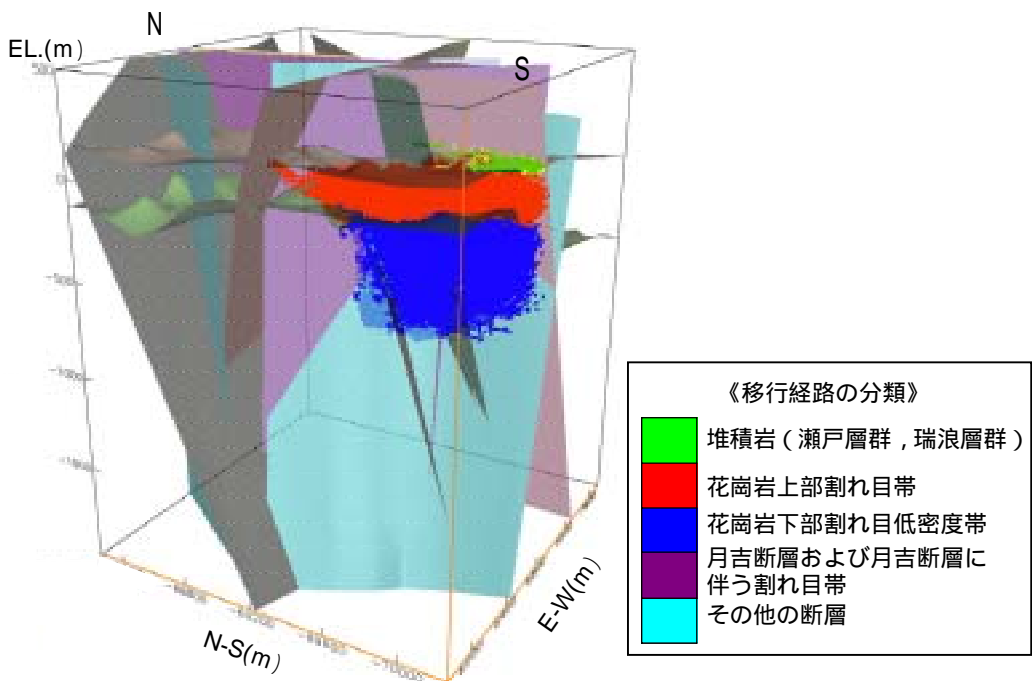 N
EL.(m)
S
N-S(m)
E-W(m)
《移行経路の分類》
堆積岩(瀬戸層群,瑞浪層群)
花崗岩上部割れ目帯
花崗岩下部割れ目低密度帯
月吉断層および月吉断層に
伴う割れ目帯
その他の断層